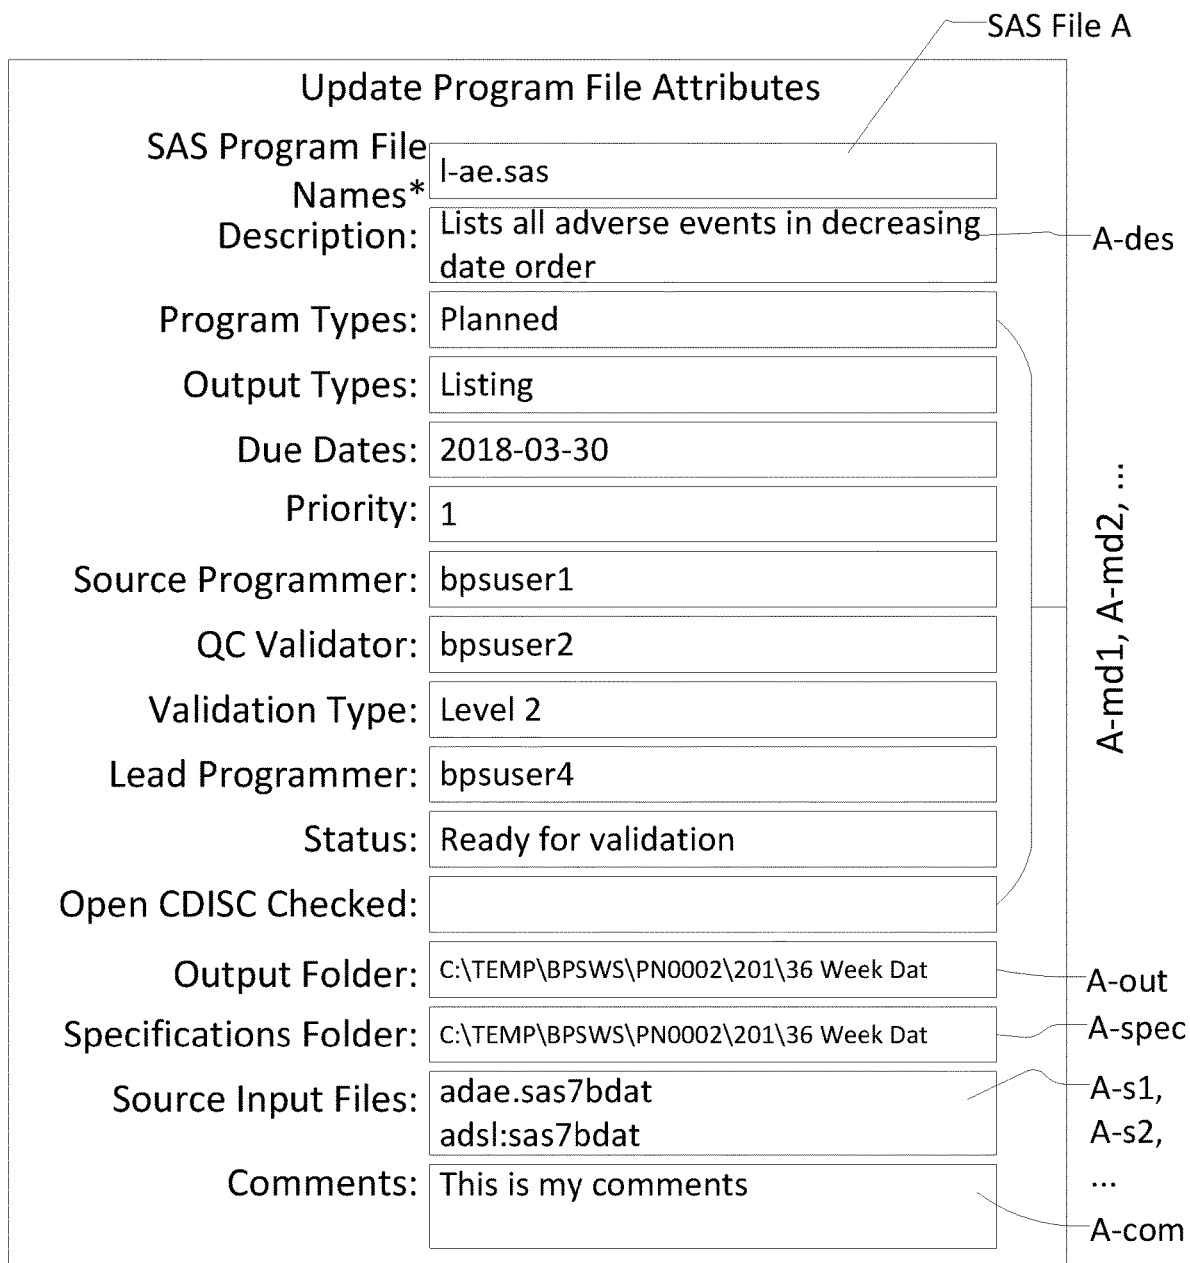 SAS File A
Update Program File Attributes
SAS Program File
Names*
l-ae.sas
Description:
Lists all adverse events in decreasing
date order
A-des
Program Types:
Planned
Output Types:
Listing
Due Dates:
2018-03-30
Priority:
1
Source Programmer:
bpsuser1
QC Validator:
bpsuser2
Validation Type:
Level 2
Lead Programmer:
bpsuser4
Status:
Ready for validation
Open CDISC Checked:
A-md1, A-md2, ...
Output Folder:
C:\TEMP\BPSWS\PN0002\201\36 Week Dat
A-out
Specifications Folder:
C:\TEMP\BPSWS\PN0002\201\36 Week Dat
A-spec
Source Input Files:
adae.sas7bdat
adsl:sas7bdat
A-s1,
A-s2,
...
Comments:
This is my comments
A-com